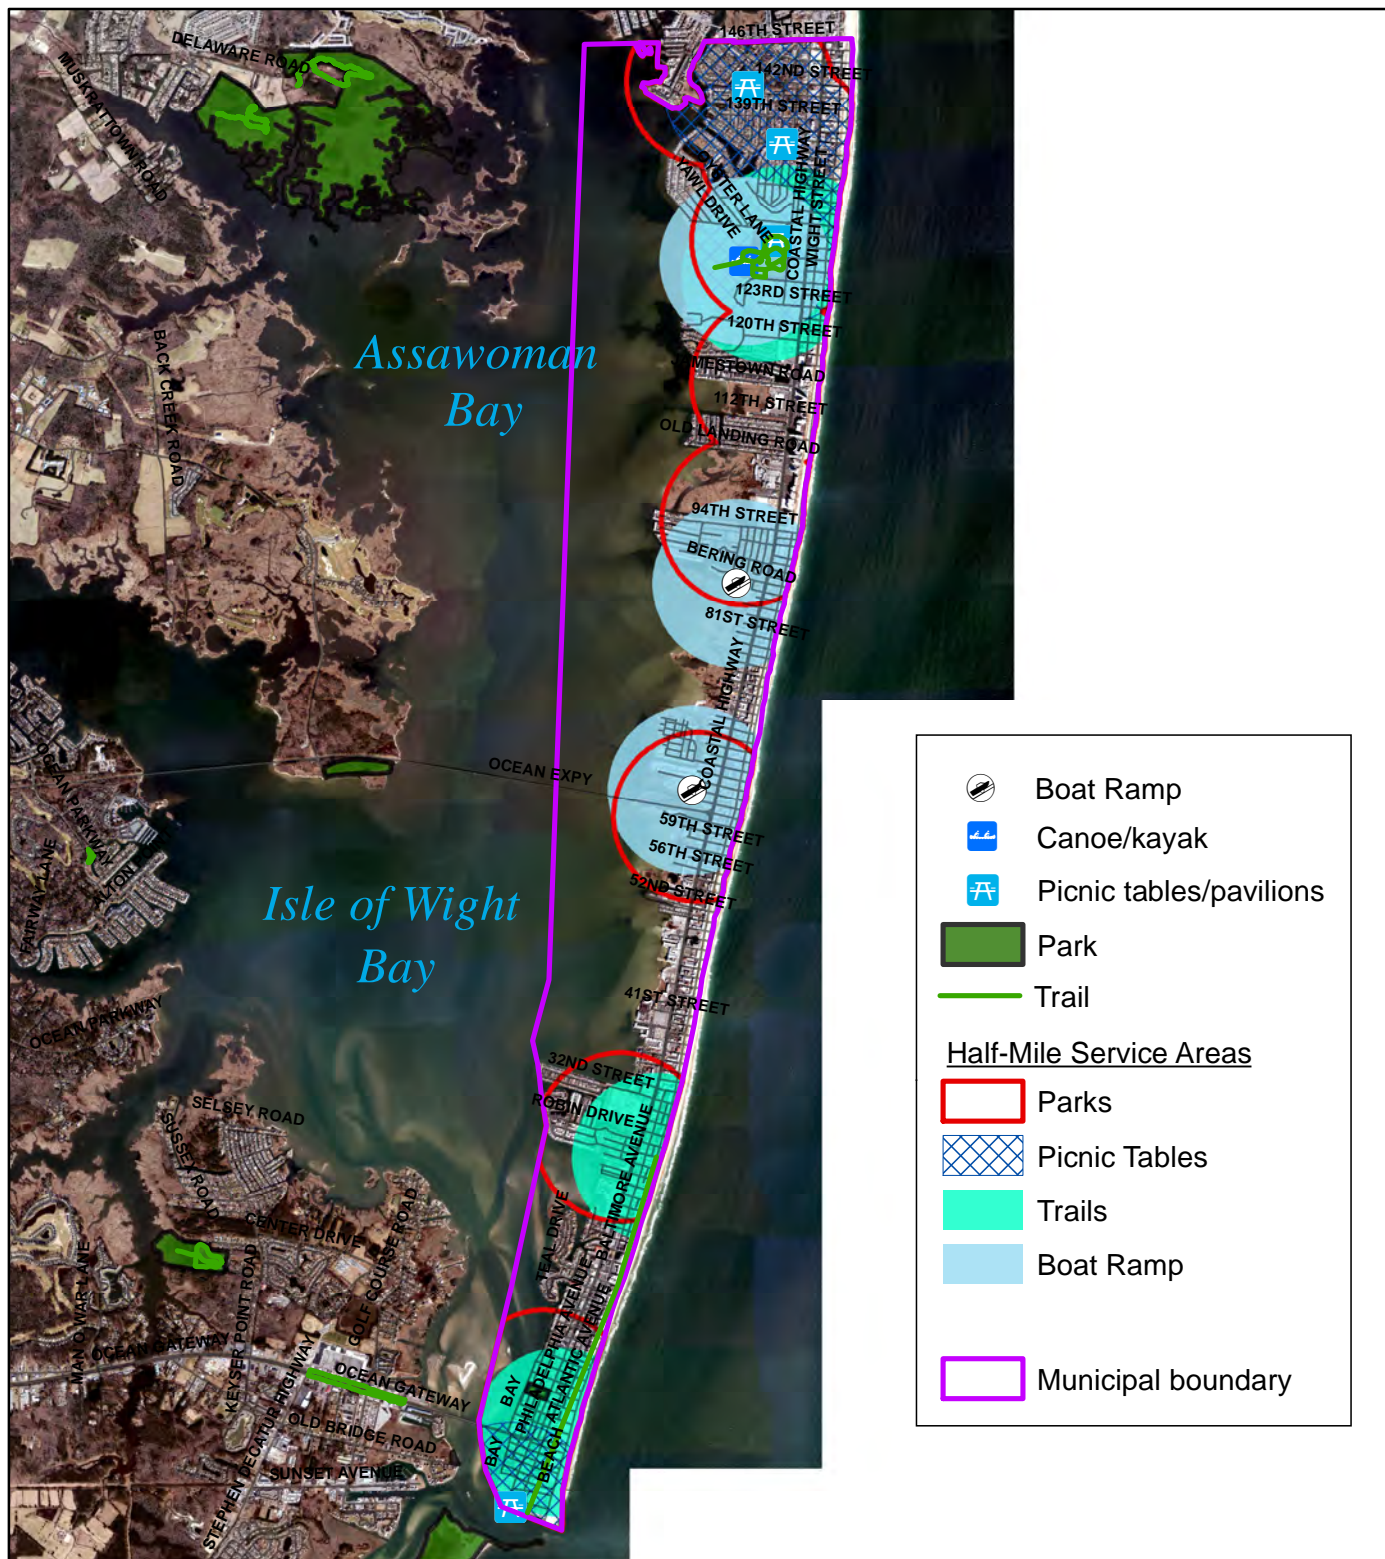 146TH STREET
DELAWARE ROAD
142ND STREET
MUSKRATTOWN ROAD
139TH STREET
OYSTER LANE
YAWL DRIVE
COASTAL HIGHWAY
WIGHT STREET
123RD STREET
120TH STREET
Assawoman
Bay
BACK CREEK ROAD
JAMESTOWN ROAD
112TH STREET
OLD LANDING ROAD
94TH STREET
BERING ROAD
81ST STREET
COASTAL HIGHWAY
OCEAN EXPY
OCEAN PARKWAY
59TH STREET
56TH STREET
52ND STREET
FAIRWAY LANE
ALTON
Isle of Wight
Bay
41ST STREET
OCEAN PARKWAY
32ND STREET
ROBIN DRIVE
SELSEY ROAD
SUSSEX ROAD
CENTER DRIVE
GOLF COURSE ROAD
TEAL DRIVE
BALTIMORE AVENUE
MAN O WAR LANE
KEYSER POINT ROAD
OCEAN GATEWAY
STEPHEN DECATUR HIGHWAY
OCEAN GATEWAY
OLD BRIDGE ROAD
SUNSET AVENUE
BAY
PHILADELPHIA AVENUE
BEACH ATLANTIC AVENUE
BAY
Boat Ramp
Canoe/kayak
Picnic tables/pavilions
Park
Trail
Half-Mile Service Areas
Parks
Picnic Tables
Trails
Boat Ramp
Municipal boundary